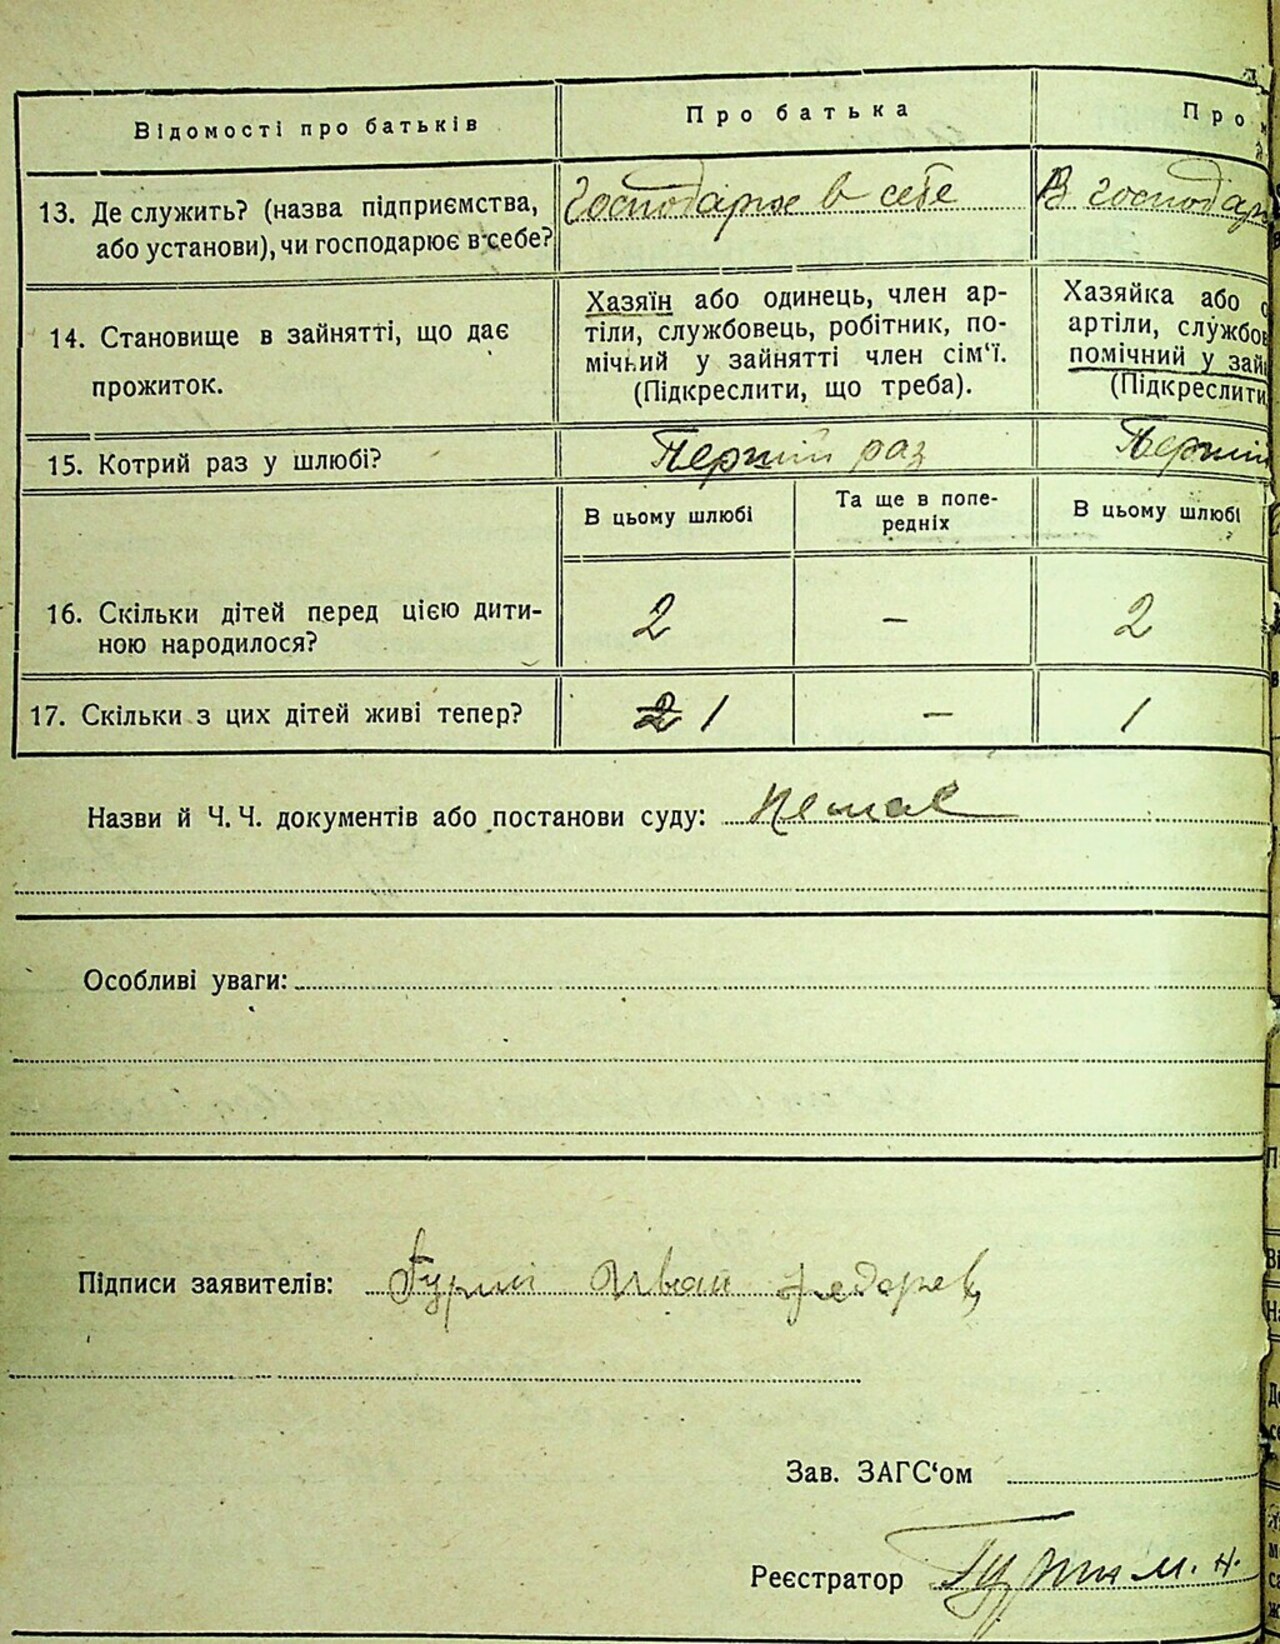 Відомості про батьків
Про батька
Про
13. Де служить? (назва підприємства,
або установи), чи господарює в себе?
Господарює в себе
В господар
14. Становище в зайнятті, що дає
прожиток.
Хазяїн або одинець, член ар-
тіли, службовець, робітник, по-
мічний у зайнятті член сім‘ї.
(Підкреслити, що треба).
Хазяйка або о
артіли, службов
помічний у зай
(Підкреслити,
15. Котрий раз у шлюбі?
Перший раз
Перший
В цьому шлюбі
Та ще в попе-
редніх
В цьому шлюбі
16. Скільки дітей перед цією дити-
ною народилося?
2
–
2
17. Скільки з цих дітей живі тепер?
2 1
–
1
Назви й Ч. Ч. документів або постанови суду: Немає
Особливі уваги:
Підписи заявителів: Иван
Зав. ЗАГС‘ом
Реєстратор М. Н.